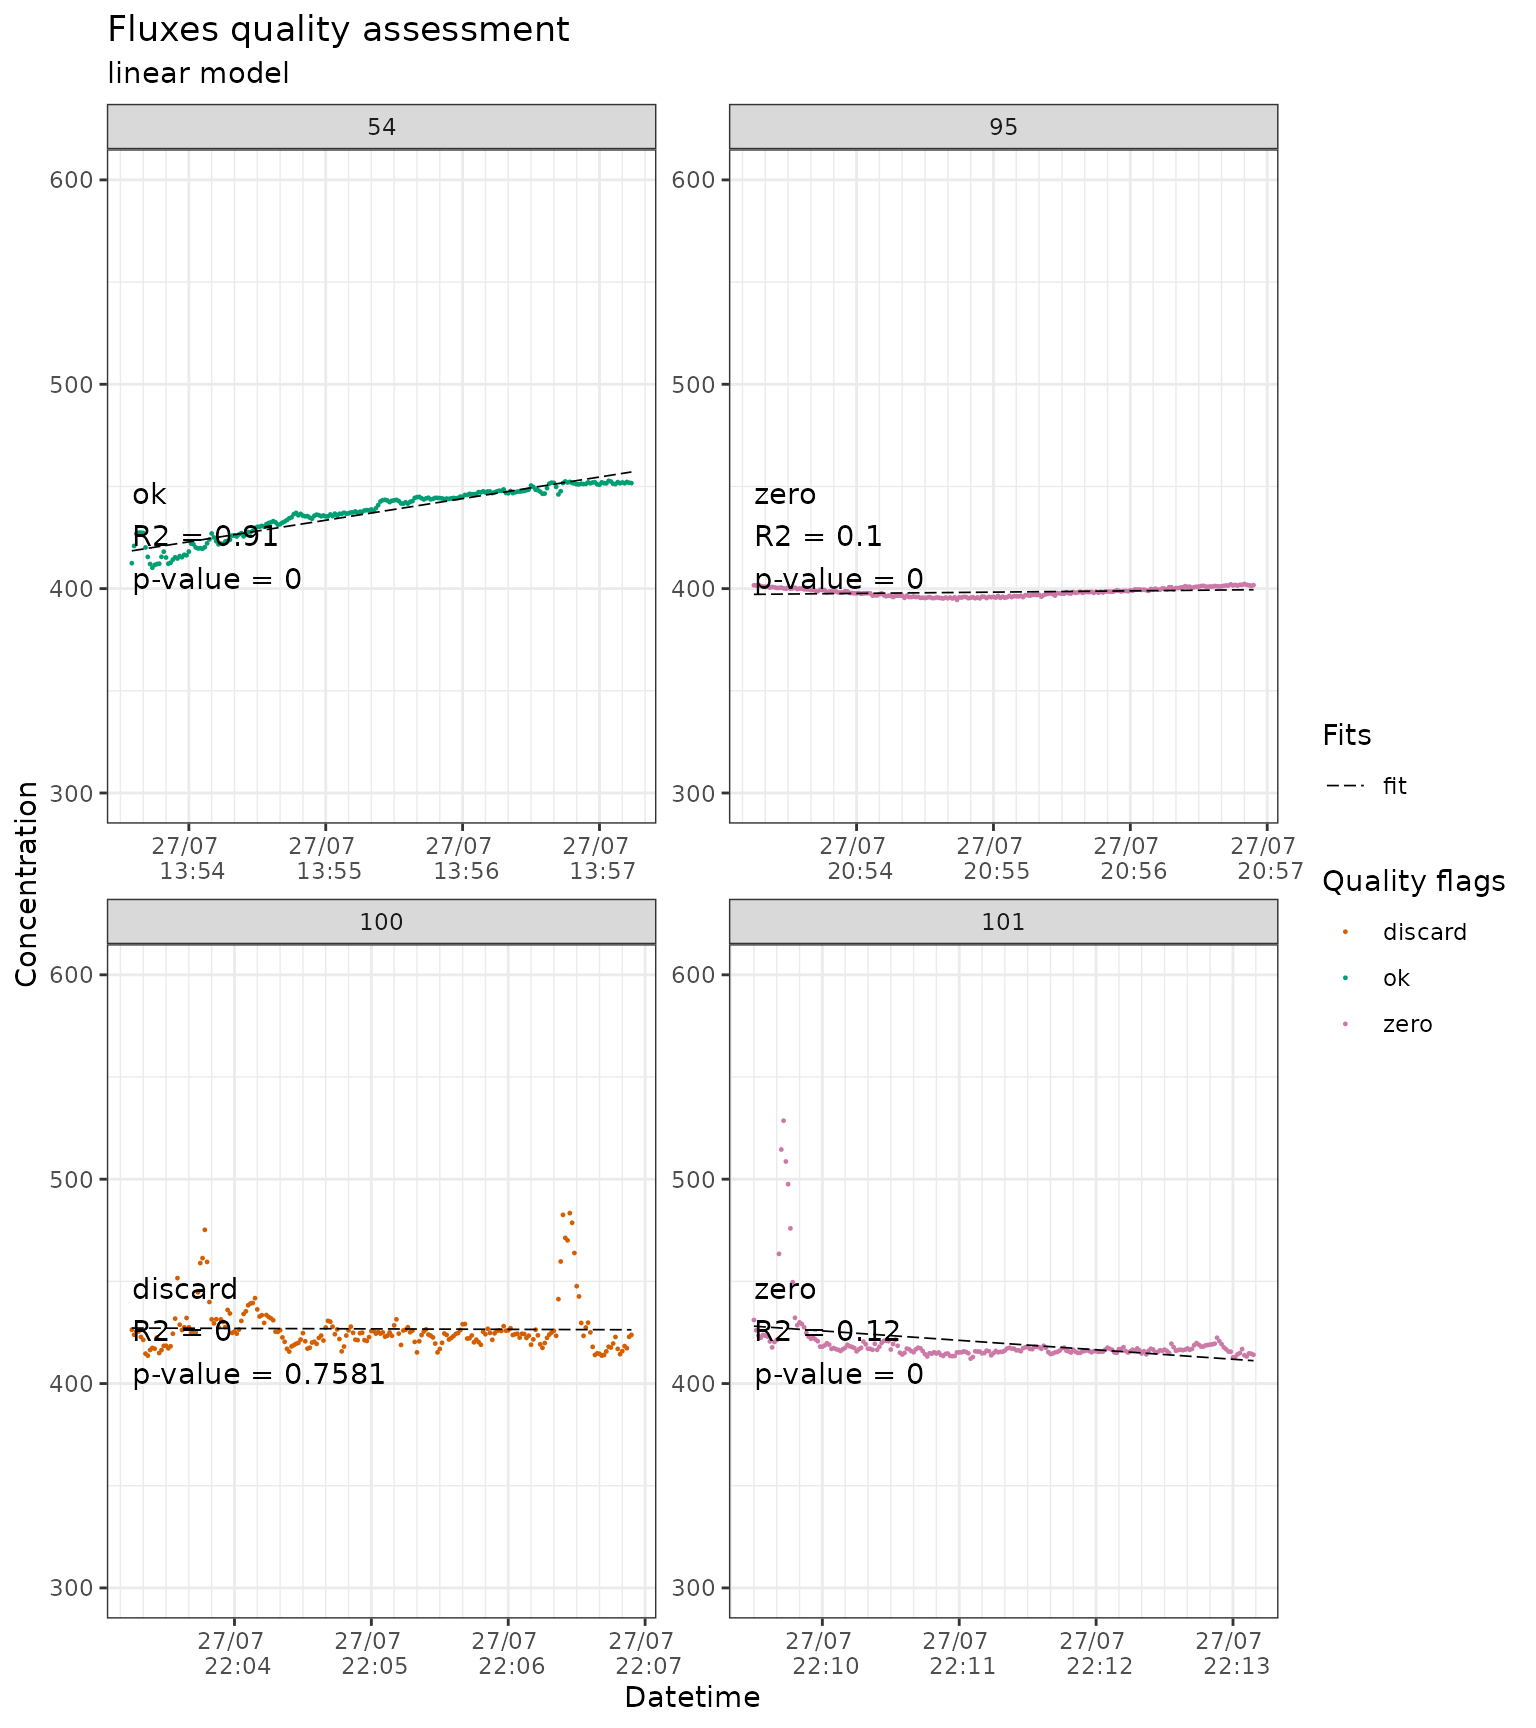 Fluxes quality assessment
linear model
54
95
600
500
400
300
ok
R2 = 0.91
p-value = 0
27/07
13:54
27/07
13:55
27/07
13:56
27/07
13:57
600
500
400
300
zero
R2 = 0.1
p-value = 0
27/07
20:54
27/07
20:55
27/07
20:56
27/07
20:57
100
101
600
500
400
300
discard
R2 = 0
p-value = 0.7581
27/07
22:04
27/07
22:05
27/07
22:06
27/07
22:07
600
500
400
300
zero
R2 = 0.12
p-value = 0
27/07
22:10
27/07
22:11
27/07
22:12
27/07
22:13
Concentration
Datetime
Fits
fit
Quality flags
discard
ok
zero